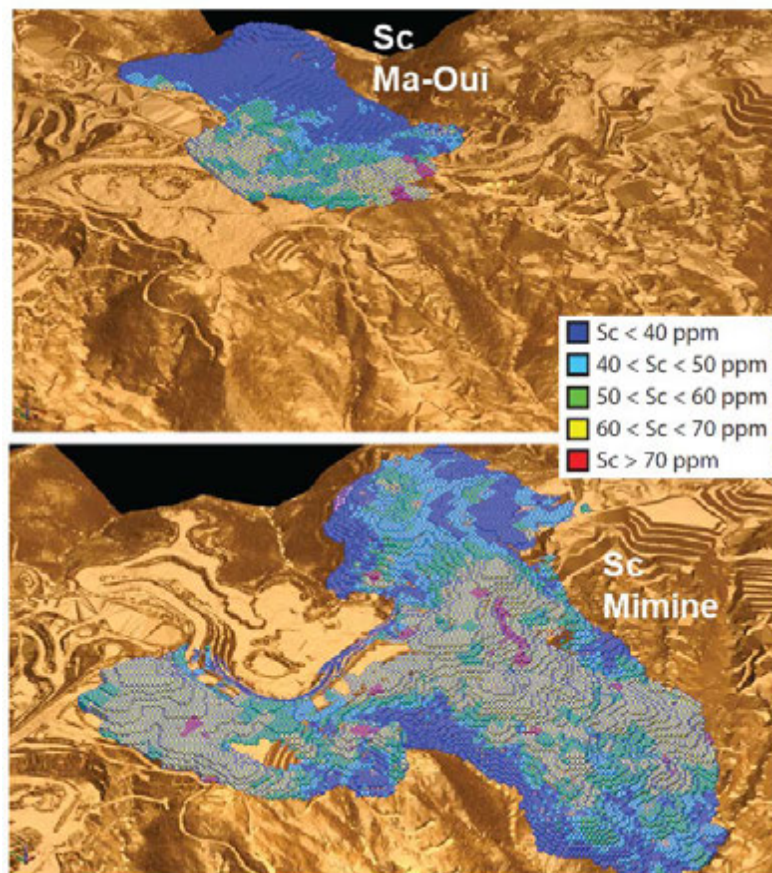 Sc
Ma-Oui
Sc < 40 ppm
40 < Sc < 50 ppm
50 < Sc < 60 ppm
60 < Sc < 70 ppm
Sc > 70 ppm
Sc
Mimine